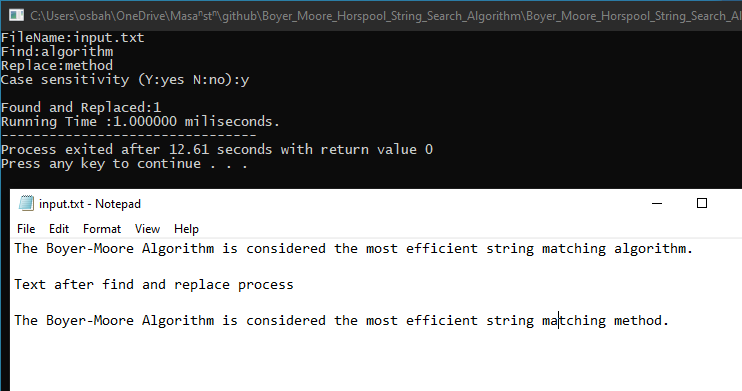 C:\Users\osbah\OneDrive\Masaⁿstⁿ\github\Boyer_Moore_Horspool_String_Search_Algorithm\Boyer_Moore_Horspool_String_Search_Al
FileName:input.txt
Find:algorithm
Replace:method
Case sensitivity (Y:yes N:no):y
Found and Replaced:1
Running Time :1.000000 miliseconds.
--------------------------------
Process exited after 12.61 seconds with return value 0
Press any key to continue . . .
input.txt - Notepad
File Edit Format View Help
The Boyer-Moore Algorithm is considered the most efficient string matching algorithm.
Text after find and replace process
The Boyer-Moore Algorithm is considered the most efficient string matching method.